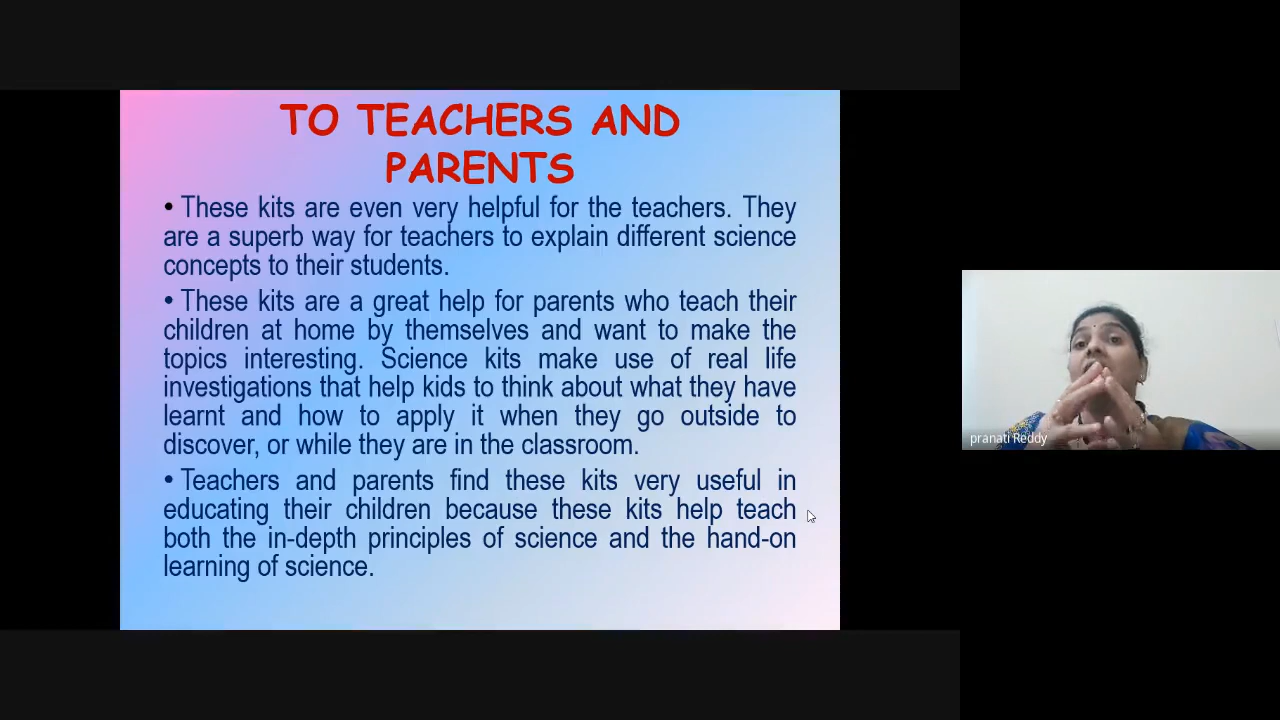 TO TEACHERS AND
PARENTS
• These kits are even very helpful for the teachers. They
are a superb way for teachers to explain different science
concepts to their students.
• These kits are a great help for parents who teach their
children at home by themselves and want to make the
topics interesting. Science kits make use of real life
investigations that help kids to think about what they have
learnt and how to apply it when they go outside to
discover, or while they are in the classroom.
• Teachers and parents find these kits very useful in
educating their children because these kits help teach
both the in-depth principles of science and the hand-on
learning of science.
pranati Reddy